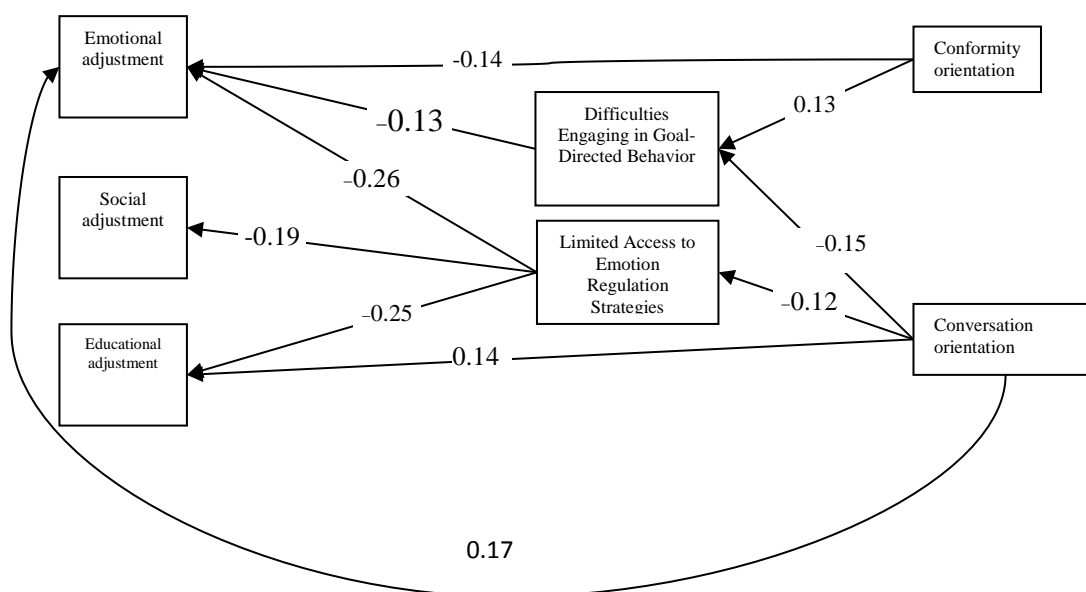 Emotional
adjustment
-0.14
Conformity
orientation
Difficulties
Engaging in Goal-
Directed Behavior
0.13
-0.13
-0.26
Social
adjustment
-0.19
Limited Access to
Emotion
Regulation
Strategies
-0.15
-0.12
-0.25
Educational
adjustment
0.14
Conversation
orientation
0.17